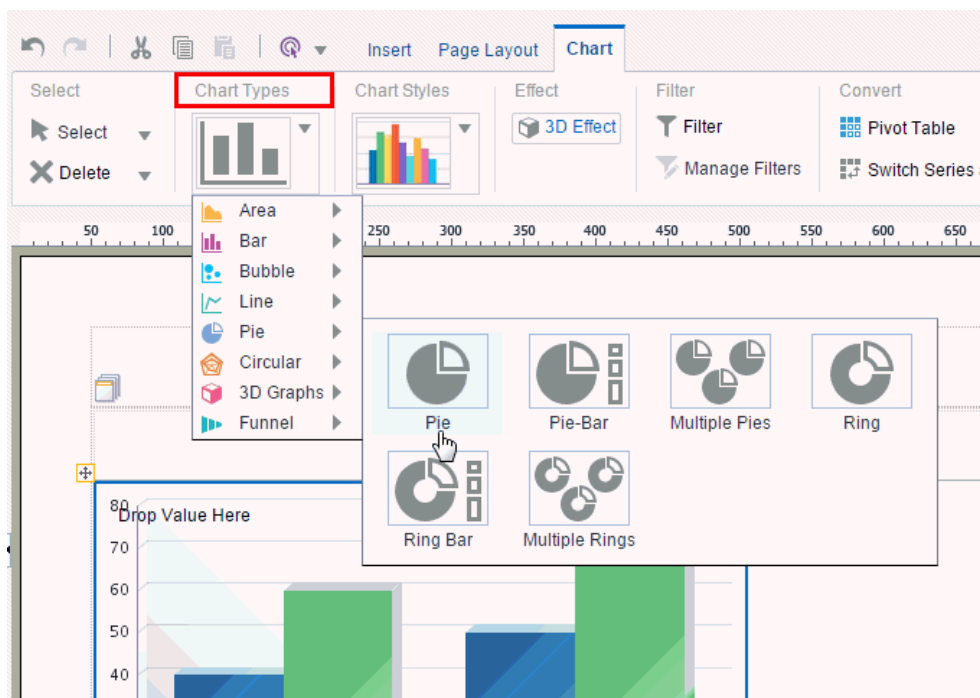 Insert Page Layout Chart
Select Chart Types Chart Styles Effect Filter Convert
Select 3D Effect Filter Pivot Table
Delete Manage Filters Switch Series
50 100 250 300 350 400 450 500 550 600 650
Area
Bar
Bubble
Line
Pie
Circular
3D Graphs
Funnel
Pie Pie-Bar Multiple Pies Ring
Ring Bar Multiple Rings
80
Drop Value Here
70
60
50
40